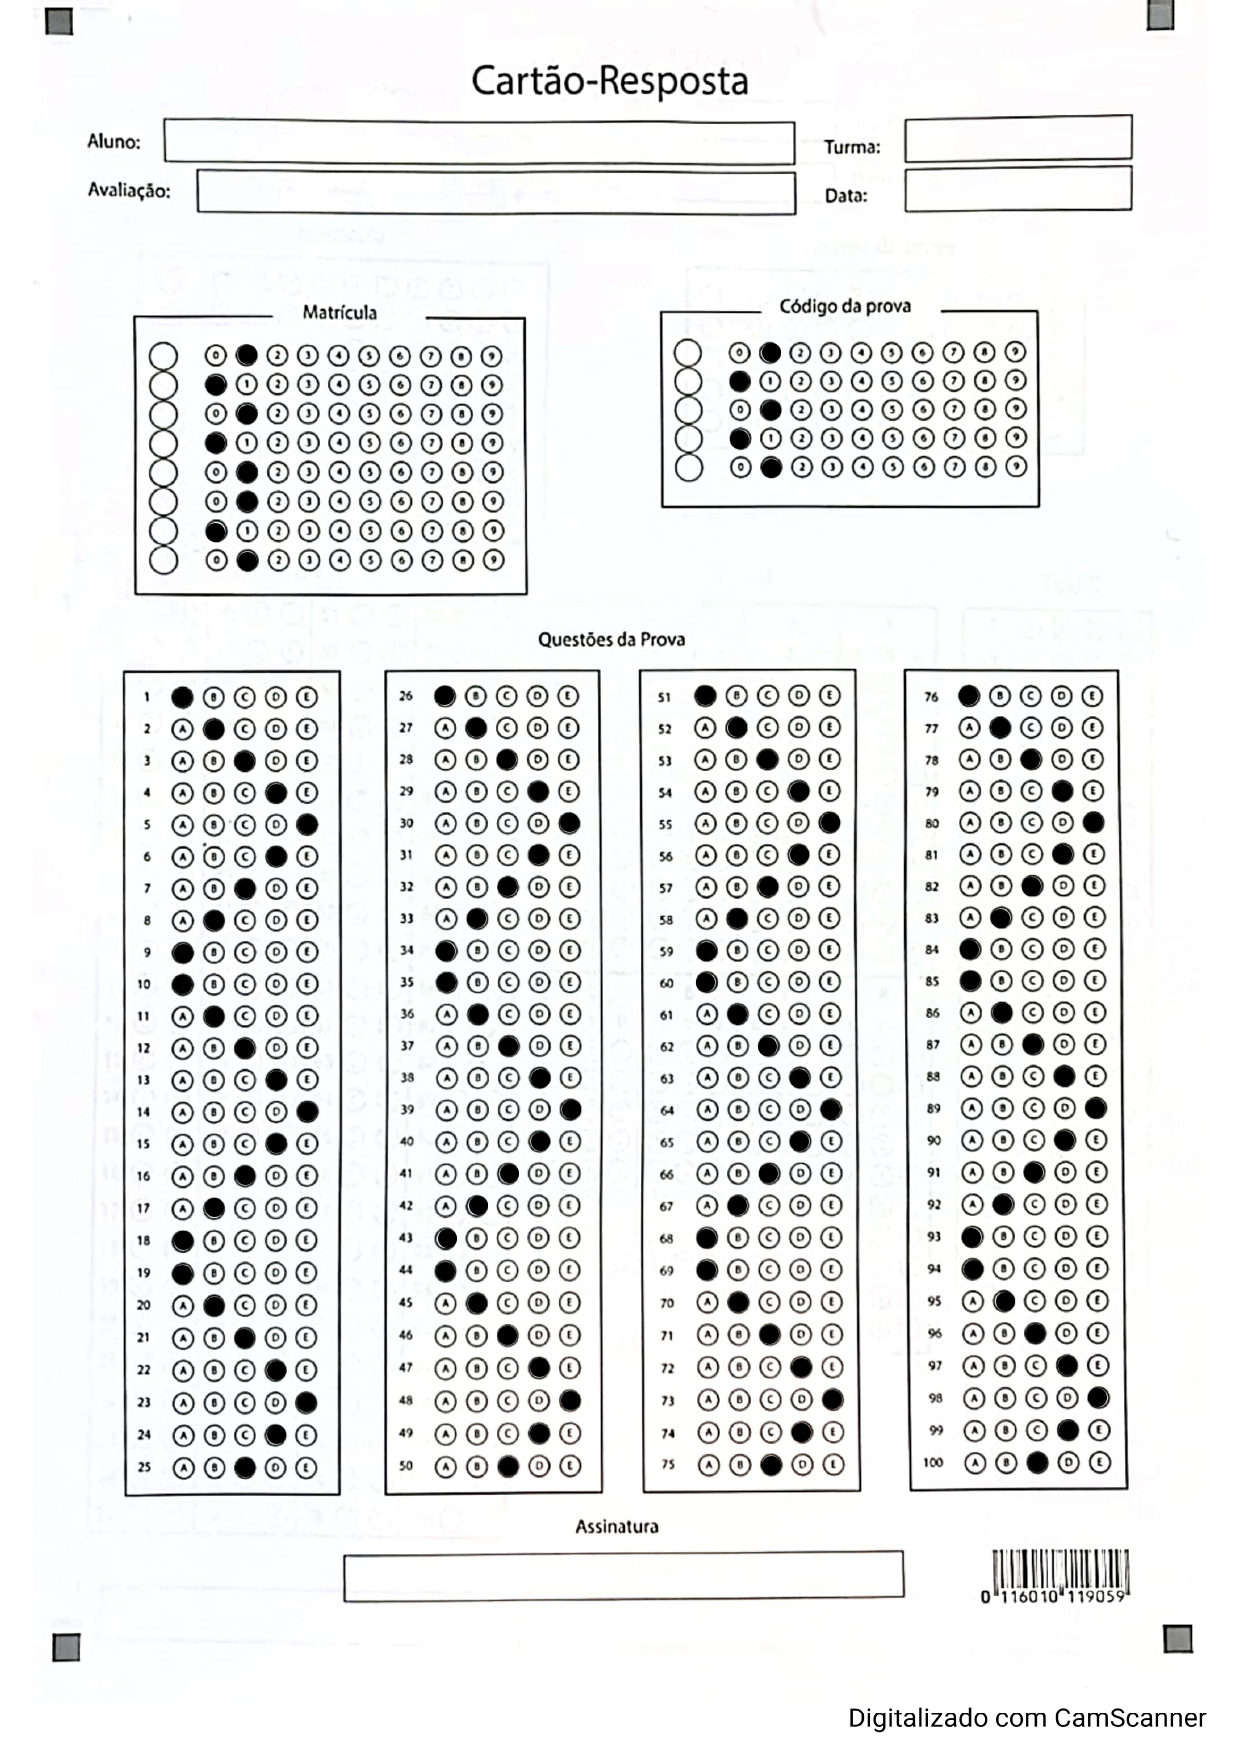 Cartão-Resposta
Aluno:
Turma:
Avaliação:
Data:
Matrícula
0 2 3 4 5 6 7 8 9
1 2 3 4 5 6 7 8 9
0 2 3 4 5 6 7 8 9
1 2 3 4 5 6 7 8 9
0 2 3 4 5 6 7 8 9
0 2 3 4 5 6 7 8 9
1 2 3 4 5 6 7 8 9
0 2 3 4 5 6 7 8 9
Código da prova
0 2 3 4 5 6 7 8 9
1 2 3 4 5 6 7 8 9
0 2 3 4 5 6 7 8 9
1 2 3 4 5 6 7 8 9
0 2 3 4 5 6 7 8 9
Questões da Prova
1 B C D E
2 A C D E
3 A B D E
4 A B C E
5 A B C D
6 A B C E
7 A B D E
8 A C D E
9 B C D E
10 B C D E
11 A C D E
12 A B D E
13 A B C E
14 A B C D
15 A B C E
16 A B D E
17 A C D E
18 B C D E
19 B C D E
20 A C D E
21 A B D E
22 A B C E
23 A B C D
24 A B C E
25 A B D E
26 B C D E
27 A C D E
28 A B D E
29 A B C E
30 A B C D
31 A B C E
32 A B D E
33 A C D E
34 B C D E
35 B C D E
36 A C D E
37 A B D E
38 A B C E
39 A B C D
40 A B C E
41 A B D E
42 A C D E
43 B C D E
44 B C D E
45 A C D E
46 A B D E
47 A B C E
48 A B C D
49 A B C E
50 A B D E
51 B C D E
52 A C D E
53 A B D E
54 A B C E
55 A B C D
56 A B C E
57 A B D E
58 A C D E
59 B C D E
60 B C D E
61 A C D E
62 A B D E
63 A B C E
64 A B C D
65 A B C E
66 A B D E
67 A C D E
68 B C D E
69 B C D E
70 A C D E
71 A B D E
72 A B C E
73 A B C D
74 A B C E
75 A B D E
76 B C D E
77 A C D E
78 A B D E
79 A B C E
80 A B C D
81 A B C E
82 A B D E
83 A C D E
84 B C D E
85 B C D E
86 A C D E
87 A B D E
88 A B C E
89 A B C D
90 A B C E
91 A B D E
92 A C D E
93 B C D E
94 B C D E
95 A C D E
96 A B D E
97 A B C E
98 A B C D
99 A B C E
100 A B D E
Assinatura
0 116010 119059
Digitalizado com CamScanner